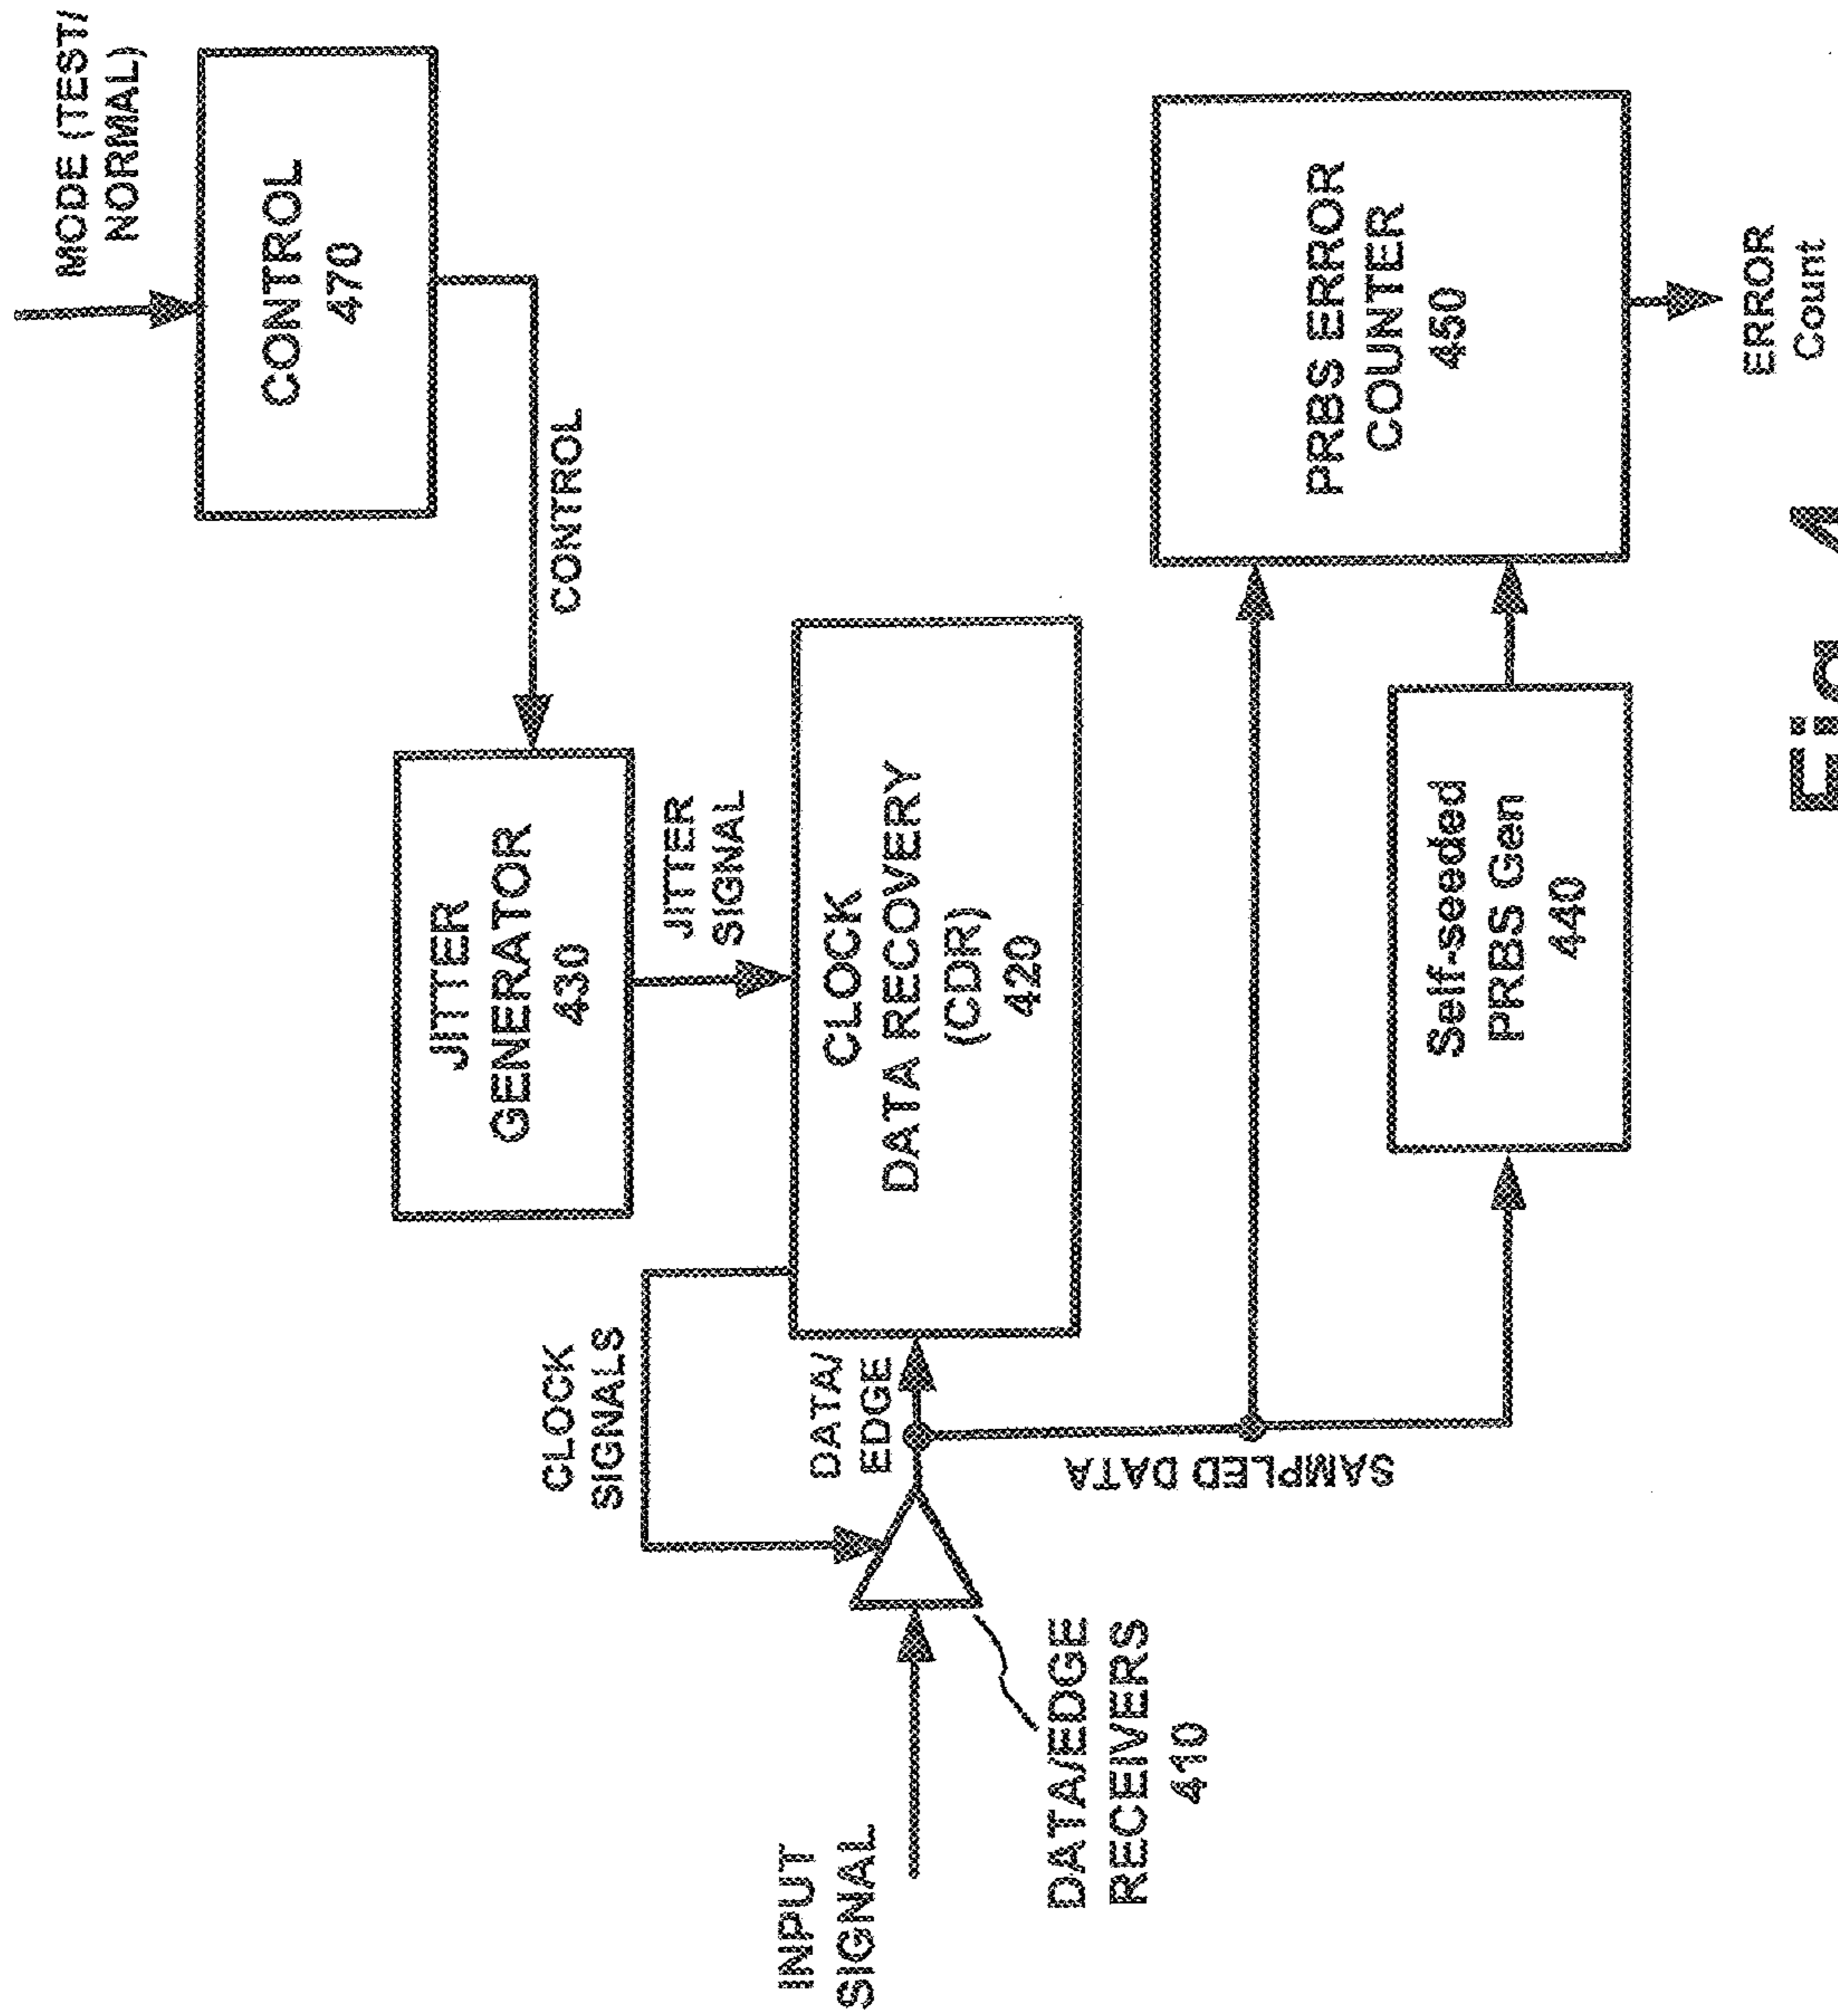 MODE (TEST/
NORMAL)
CONTROL
470
CONTROL
JITTER
GENERATOR
430
JITTER
SIGNAL
CLOCK
SIGNALS
CLOCK
DATA RECOVERY
(CDR)
420
DATA/
EDGE
INPUT
SIGNAL
DATA/EDGE
RECEIVERS
410
SAMPLED DATA
PRBS ERROR
COUNTER
450
Self-seeded
PRBS Gen
440
ERROR
Count
Fig. 4